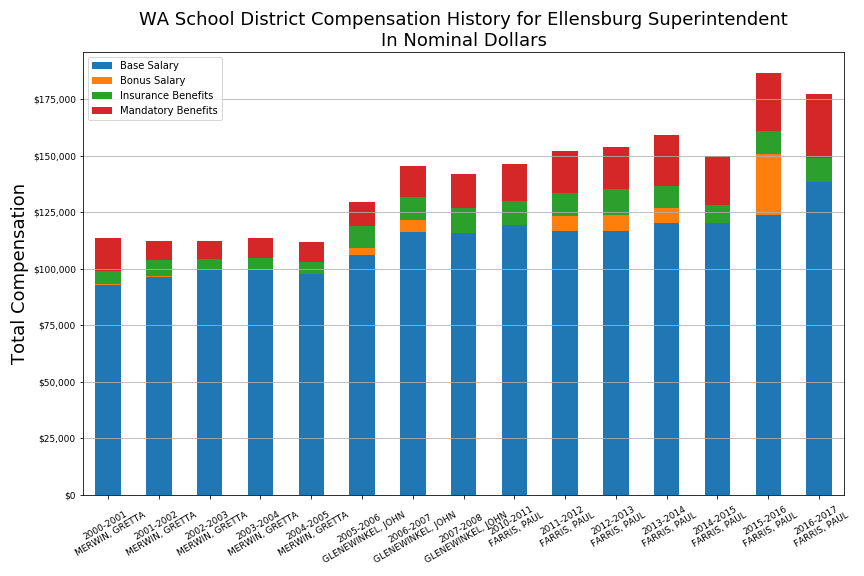 WA School District Compensation History for Ellensburg Superintendent
In Nominal Dollars
Base Salary
Bonus Salary
Insurance Benefits
Mandatory Benefits
Total Compensation
$175,000
$150,000
$125,000
$100,000
$75,000
$50,000
$25,000
$0
2000-2001
MERWIN, GRETTA
2001-2002
MERWIN, GRETTA
2002-2003
MERWIN, GRETTA
2003-2004
MERWIN, GRETTA
2004-2005
MERWIN, GRETTA
2005-2006
GLENEWINKEL, JOHN
2006-2007
GLENEWINKEL, JOHN
2007-2008
GLENEWINKEL, JOHN
2010-2011
FARRIS, PAUL
2011-2012
FARRIS, PAUL
2012-2013
FARRIS, PAUL
2013-2014
FARRIS, PAUL
2014-2015
FARRIS, PAUL
2015-2016
FARRIS, PAUL
2016-2017
FARRIS, PAUL